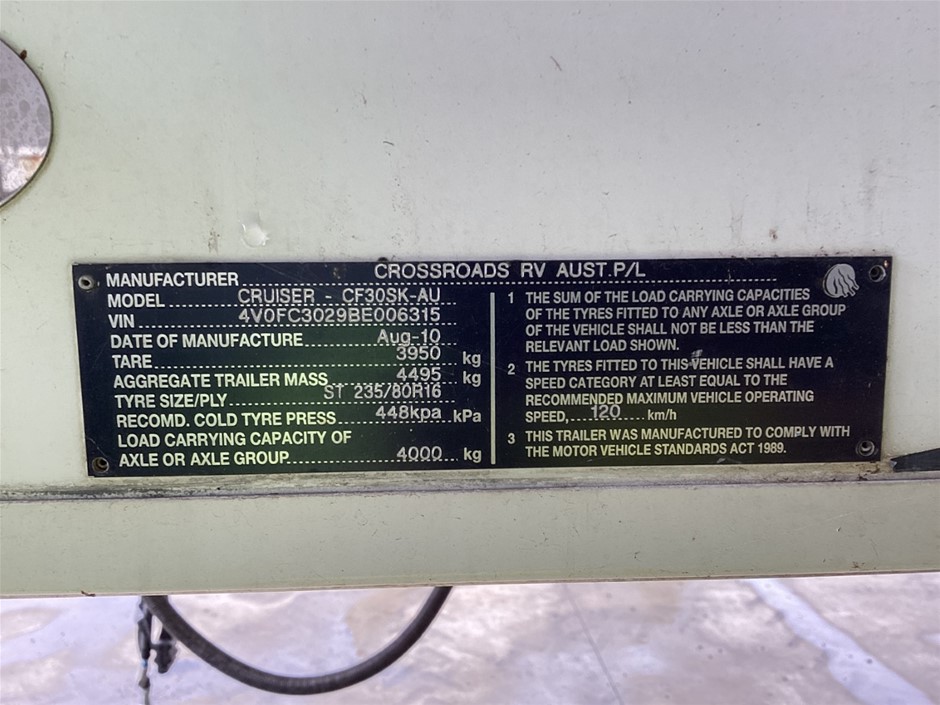 MANUFACTURER CROSSROADS RV AUST.P/L
MODEL CRUISER - CF30SK-AU
VIN 4V0FC3029BE006315
DATE OF MANUFACTURE Aug-10
TARE 3950 kg
AGGREGATE TRAILER MASS 4495 kg
TYRE SIZE/PLY ST 235/80R16
RECOMD. COLD TYRE PRESS 448kpa kPa
LOAD CARRYING CAPACITY OF
AXLE OR AXLE GROUP 4000 kg
1 THE SUM OF THE LOAD CARRYING CAPACITIES
OF THE TYRES FITTED TO ANY AXLE OR AXLE GROUP
OF THE VEHICLE SHALL NOT BE LESS THAN THE
RELEVANT LOAD SHOWN.
2 THE TYRES FITTED TO THIS VEHICLE SHALL HAVE A
SPEED CATEGORY AT LEAST EQUAL TO THE
RECOMMENDED MAXIMUM VEHICLE OPERATING
SPEED, 120 km/h
3 THIS TRAILER WAS MANUFACTURED TO COMPLY WITH
THE MOTOR VEHICLE STANDARDS ACT 1989.